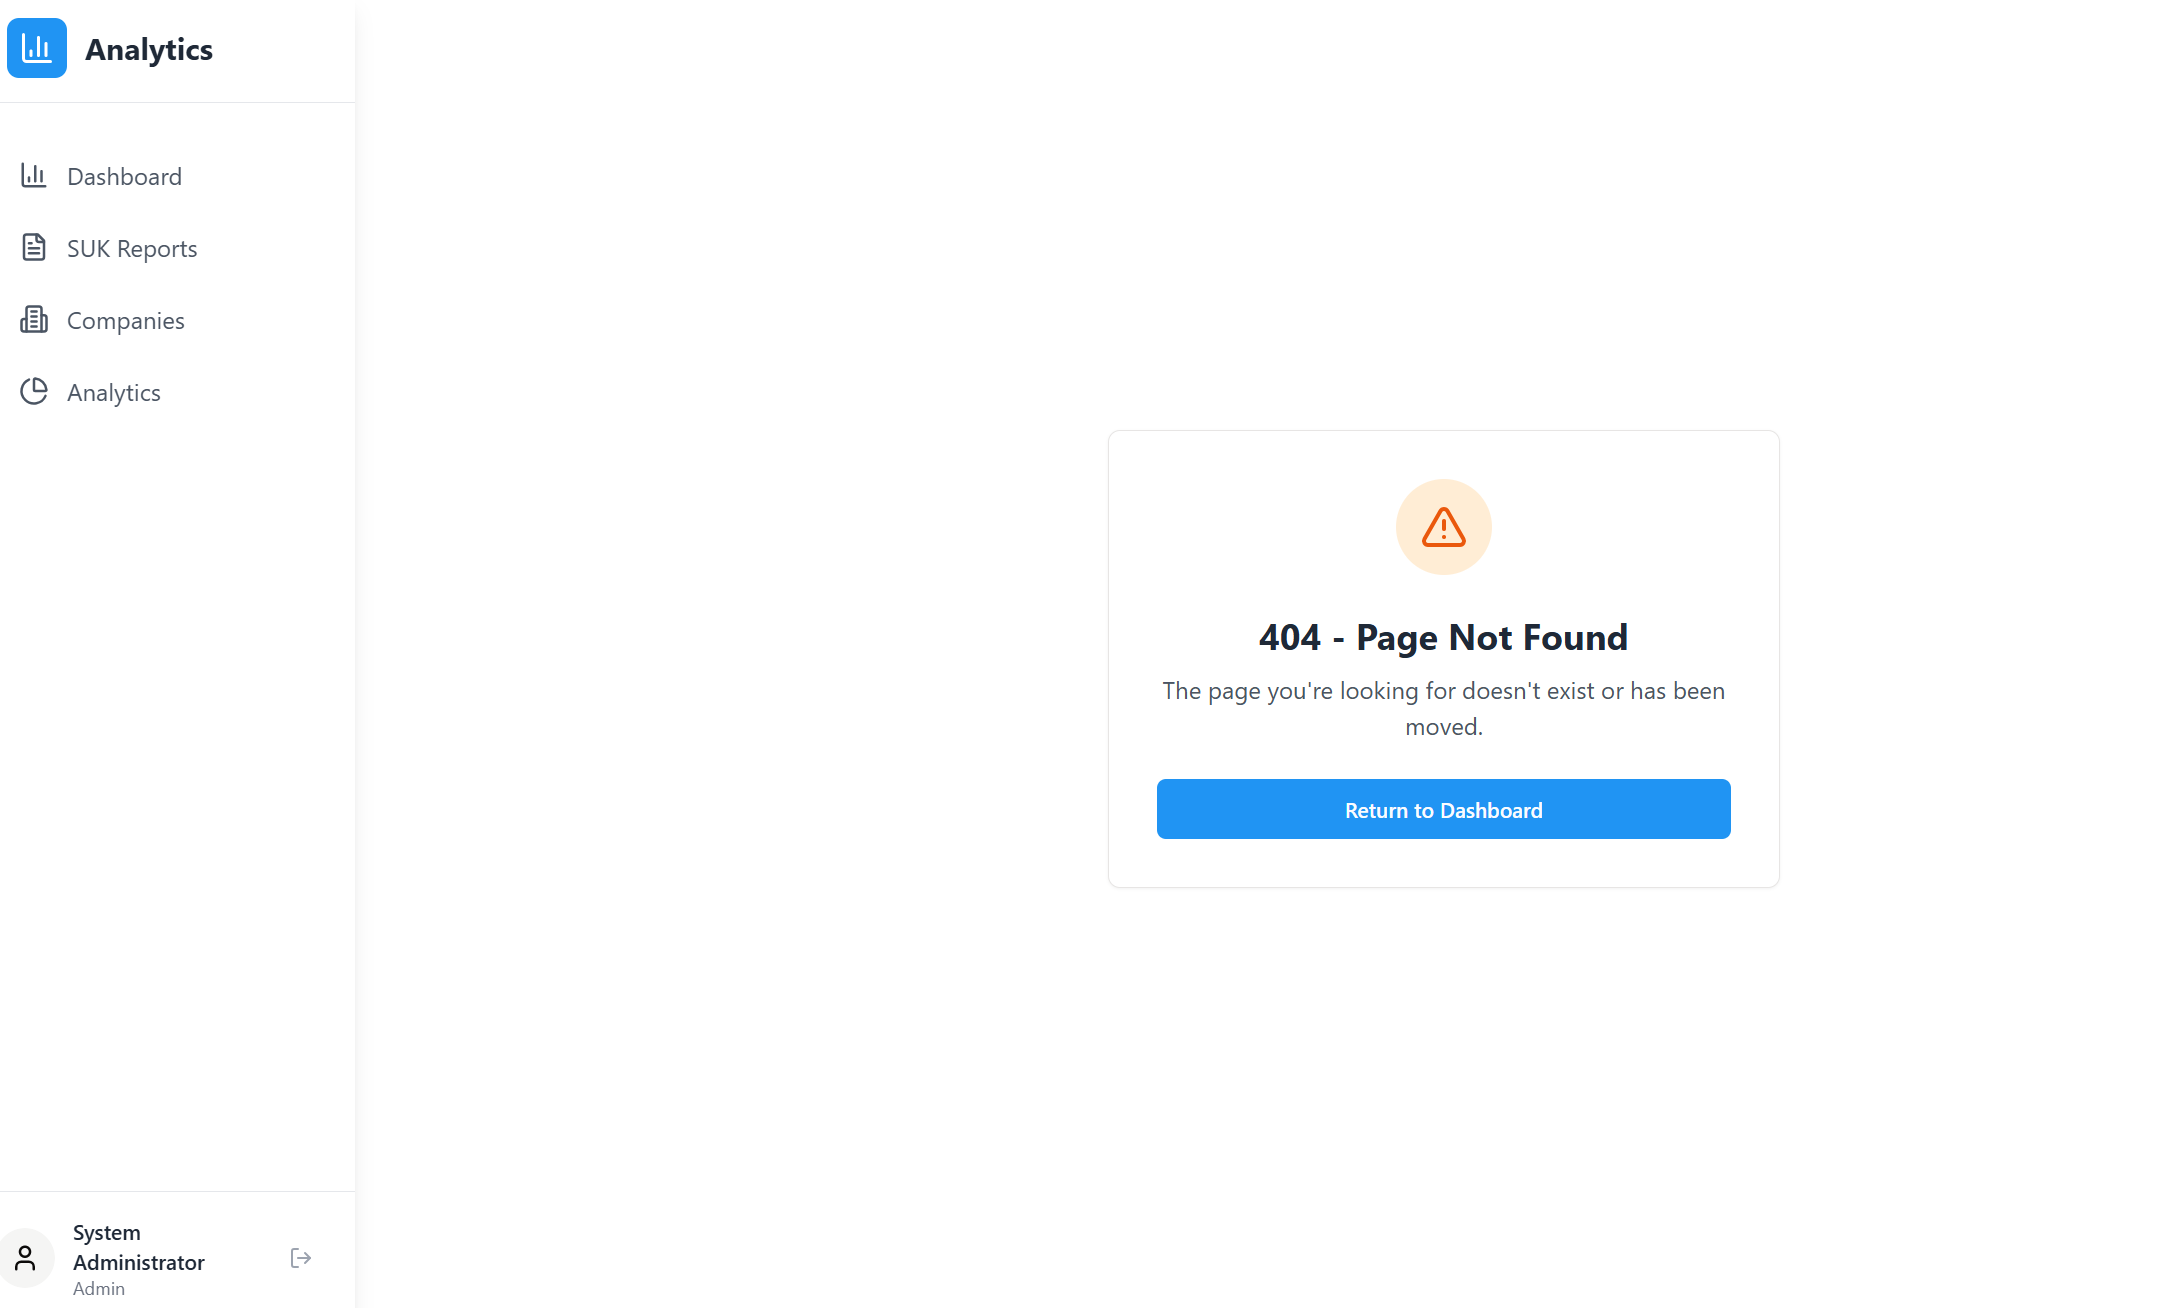 Analytics
Dashboard
SUK Reports
Companies
Analytics
404 - Page Not Found
The page you're looking for doesn't exist or has been
moved.
Return to Dashboard
System
Administrator
Admin